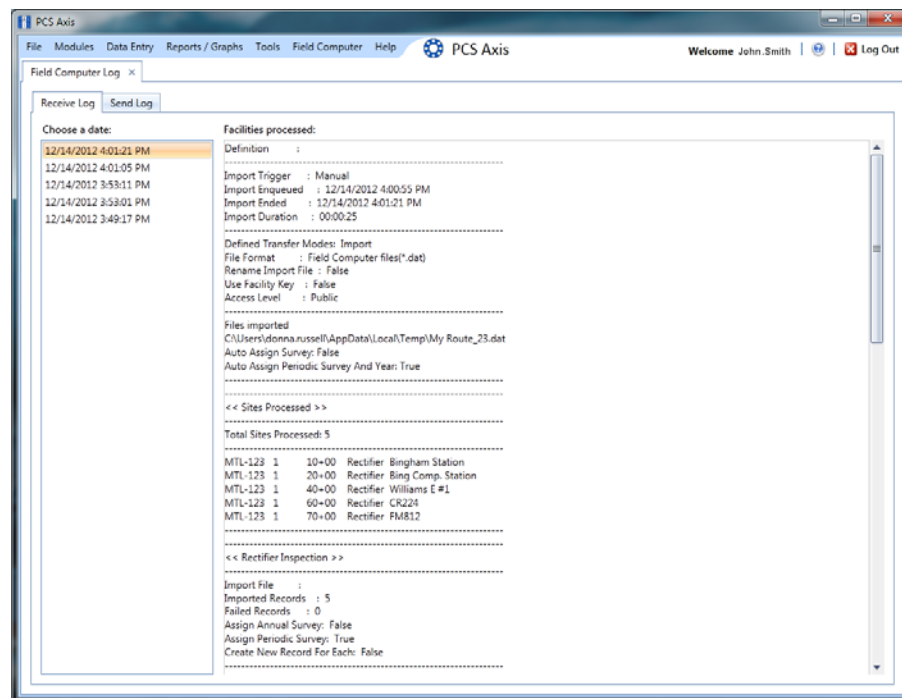 PCS Axis
File Modules Data Entry Reports / Graphs Tools Field Computer Help PCS Axis Welcome John.Smith Log Out
Field Computer Log ×
Receive Log Send Log
Choose a date:
12/14/2012 4:01:21 PM
12/14/2012 4:01:05 PM
12/14/2012 3:53:11 PM
12/14/2012 3:53:01 PM
12/14/2012 3:49:17 PM
Facilities processed:
Definition :
Import Trigger : Manual
Import Enqueued : 12/14/2012 4:00:55 PM
Import Ended : 12/14/2012 4:01:21 PM
Import Duration : 00:00:25
Defined Transfer Modes: Import
File Format : Field Computer files(*.dat)
Rename Import File : False
Use Facility Key : False
Access Level : Public
Files imported
C:\Users\donna.russell\AppData\Local\Temp\My Route_23.dat
Auto Assign Survey: False
Auto Assign Periodic Survey And Year: True
<< Sites Processed >>
Total Sites Processed: 5
MTL-123 1 10+00 Rectifier Bingham Station
MTL-123 1 20+00 Rectifier Bing Comp. Station
MTL-123 1 40+00 Rectifier Williams E #1
MTL-123 1 60+00 Rectifier CR224
MTL-123 1 70+00 Rectifier FM812
<< Rectifier Inspection >>
Import File :
Imported Records : 5
Failed Records : 0
Assign Annual Survey: False
Assign Periodic Survey: True
Create New Record For Each: False